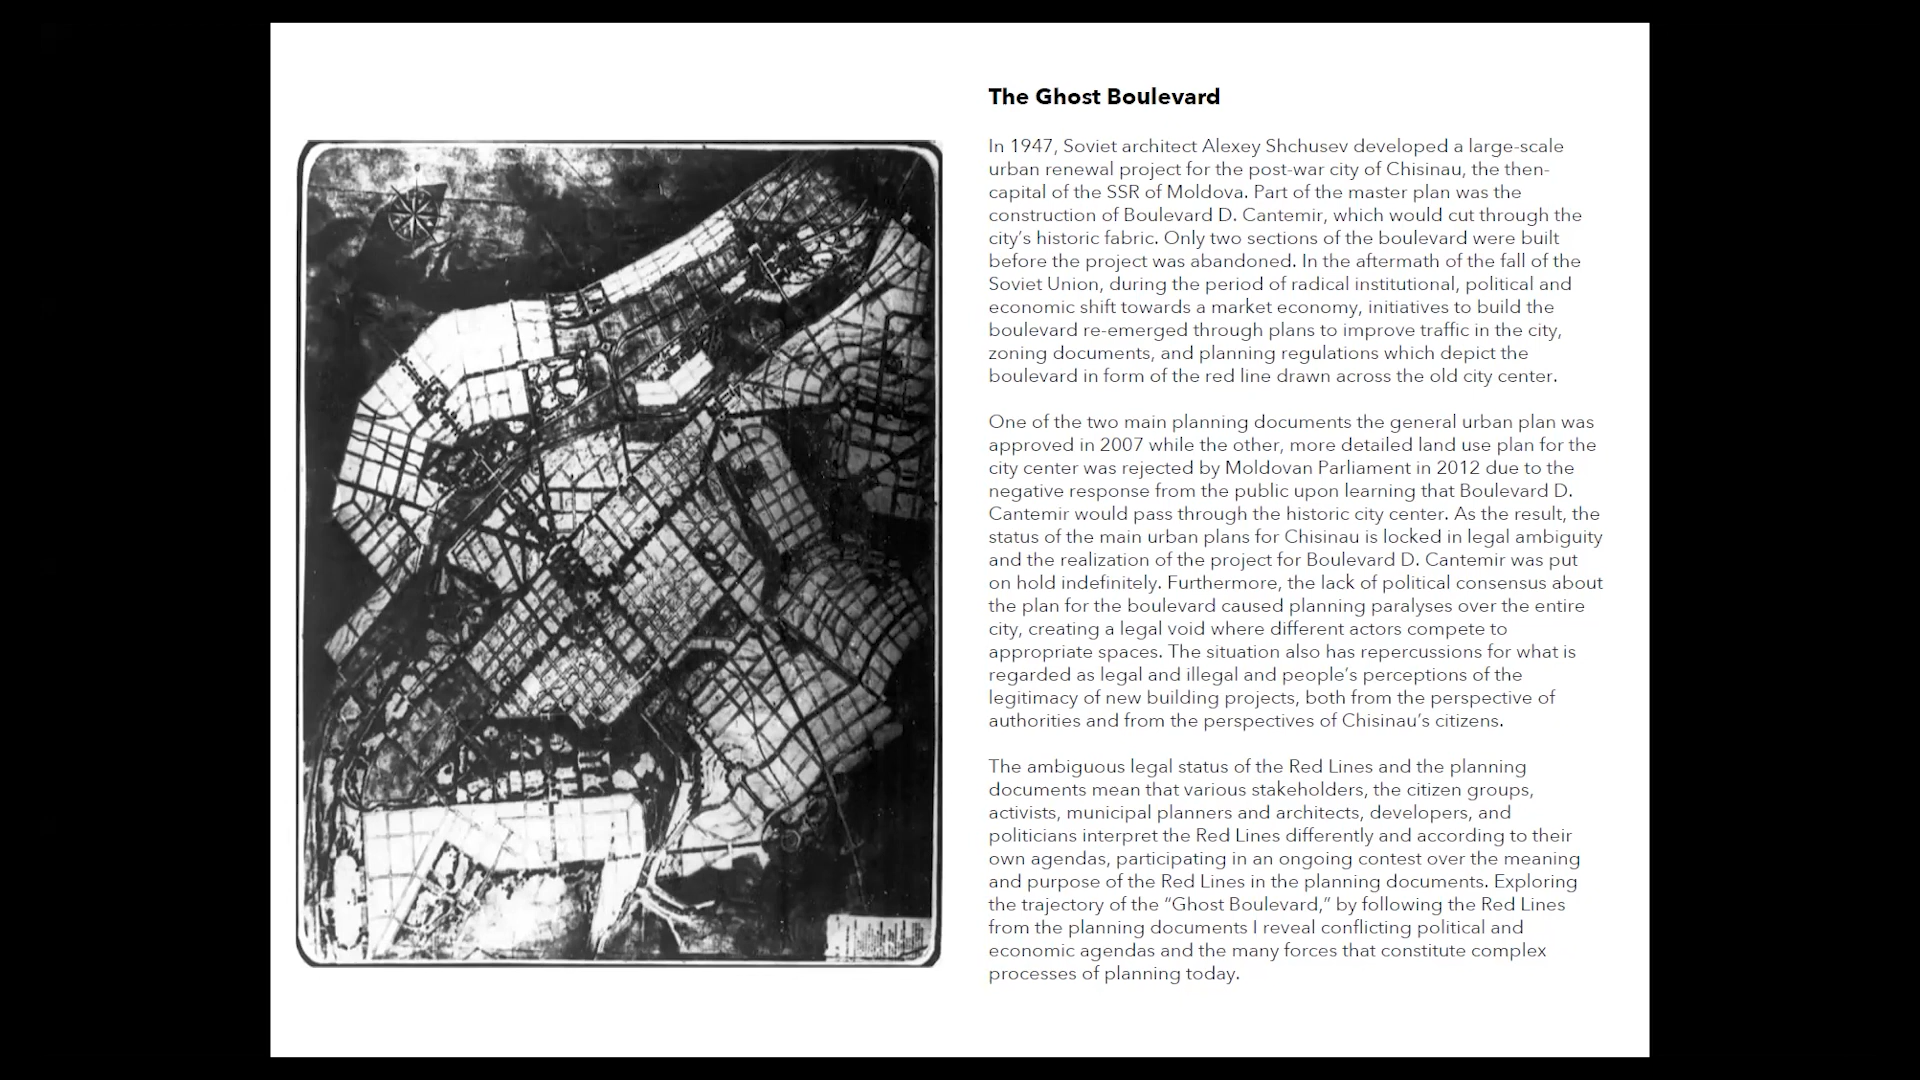 The Ghost Boulevard
In 1947, Soviet architect Alexey Shchusev developed a large-scale
urban renewal project for the post-war city of Chisinau, the then-
capital of the SSR of Moldova. Part of the master plan was the
construction of Boulevard D. Cantemir, which would cut through the
city's historic fabric. Only two sections of the boulevard were built
before the project was abandoned. In the aftermath of the fall of the
Soviet Union, during the period of radical institutional, political and
economic shift towards a market economy, initiatives to build the
boulevard re-emerged through plans to improve traffic in the city,
zoning documents, and planning regulations which depict the
boulevard in form of the red line drawn across the old city center.
One of the two main planning documents the general urban plan was
approved in 2007 while the other, more detailed land use plan for the
city center was rejected by Moldovan Parliament in 2012 due to the
negative response from the public upon learning that Boulevard D.
Cantemir would pass through the historic city center. As the result, the
status of the main urban plans for Chisinau is locked in legal ambiguity
and the realization of the project for Boulevard D. Cantemir was put
on hold indefinitely. Furthermore, the lack of political consensus about
the plan for the boulevard caused planning paralyses over the entire
city, creating a legal void where different actors compete to
appropriate spaces. The situation also has repercussions for what is
regarded as legal and illegal and people's perceptions of the
legitimacy of new building projects, both from the perspective of
authorities and from the perspectives of Chisinau's citizens.
The ambiguous legal status of the Red Lines and the planning
documents mean that various stakeholders, the citizen groups,
activists, municipal planners and architects, developers, and
politicians interpret the Red Lines differently and according to their
own agendas, participating in an ongoing contest over the meaning
and purpose of the Red Lines in the planning documents. Exploring
the trajectory of the "Ghost Boulevard," by following the Red Lines
from the planning documents I reveal conflicting political and
economic agendas and the many forces that constitute complex
processes of planning today.